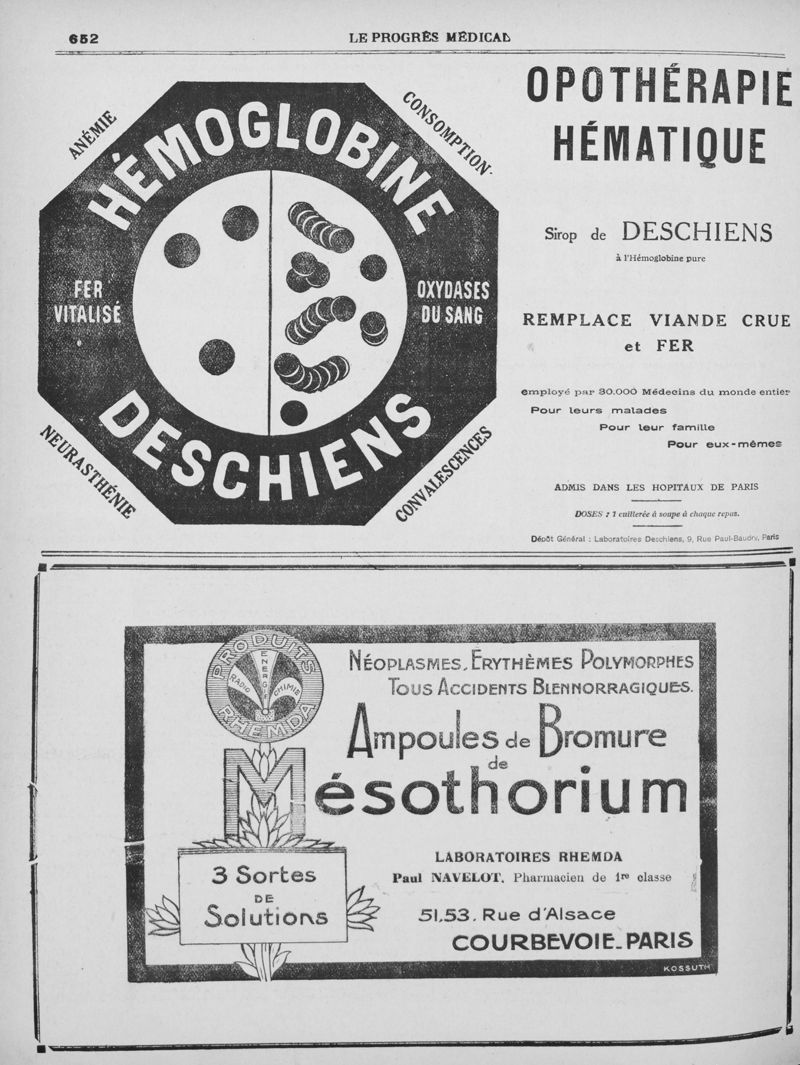 652
LE PROGRÈS MÉDICAL
ANÉMIE
CONSOMPTION-
HÉMOGLOBINE
FER
VITALISÉ
OXYDASES
DU SANG
DESCHIENS
NEURASTHÉNIE
CONVALESCENCES
OPOTHÉRAPIE
HÉMATIQUE
Sirop de DESCHIENS
à l'Hémoglobine pure
REMPLACE VIANDE CRUE
et FER
employé par 30.000 Médecins du monde entier
Pour leurs malades
Pour leur famille
Pour eux-mêmes
ADMIS DANS LES HOPITAUX DE PARIS
DOSES : 1 cuillerée à soupe à chaque repas.
Dépôt Général : Laboratoires Deschiens, 9, Rue Paul-Baudry, Paris
PRODUITS
ENERGIE
RADIO
CHIMIE
RHEMDA
NÉOPLASMES, ÉRYTHÈMES POLYMORPHES
TOUS ACCIDENTS BLENNORRAGIQUES.
Ampoules de Bromure
de
Mésothorium
LABORATOIRES RHEMDA
Paul NAVELOT, Pharmacien de 1re classe
51,53, Rue d'Alsace
COURBEVOIE-PARIS
3 Sortes
DE
Solutions
KOSSUTH